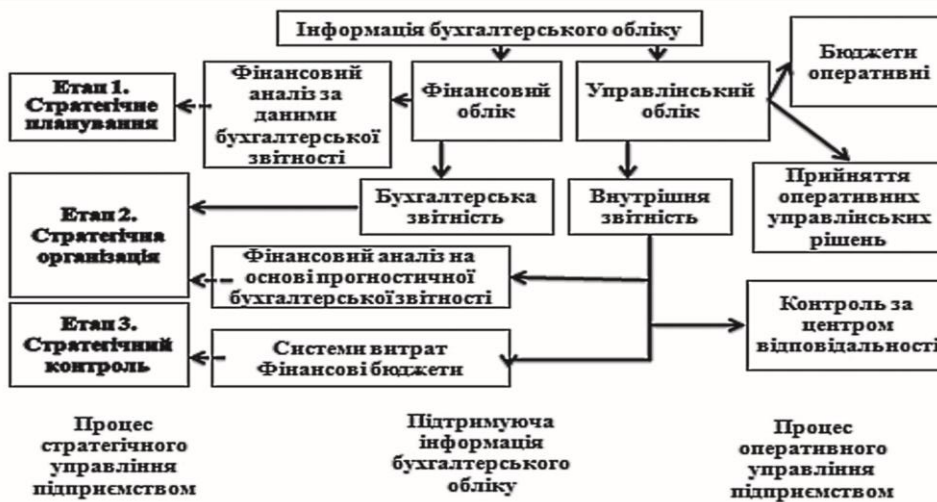 Інформація бухгалтерського обліку
Бюджети
оперативні
Етап 1.
Стратегічне
планування
Фінансовий
аналіз за
даними
бухгалтерської
звітності
Фінансовий
облік
Управлінський
облік
Прийняття
оперативних
управлінських
рішень
Етап 2.
Стратегічна
організація
Бухгалтерська
звітність
Внутрішня
звітність
Фінансовий аналіз на
основі прогностичної
бухгалтерської звітності
Контроль за
центром
відповідальності
Етап 3.
Стратегічний
контроль
Системи витрат
Фінансові бюджети
Процес
стратегічного
управління
підприємством
Підтримуюча
інформація
бухгалтерського
обліку
Процес
оперативного
управління
підприємством